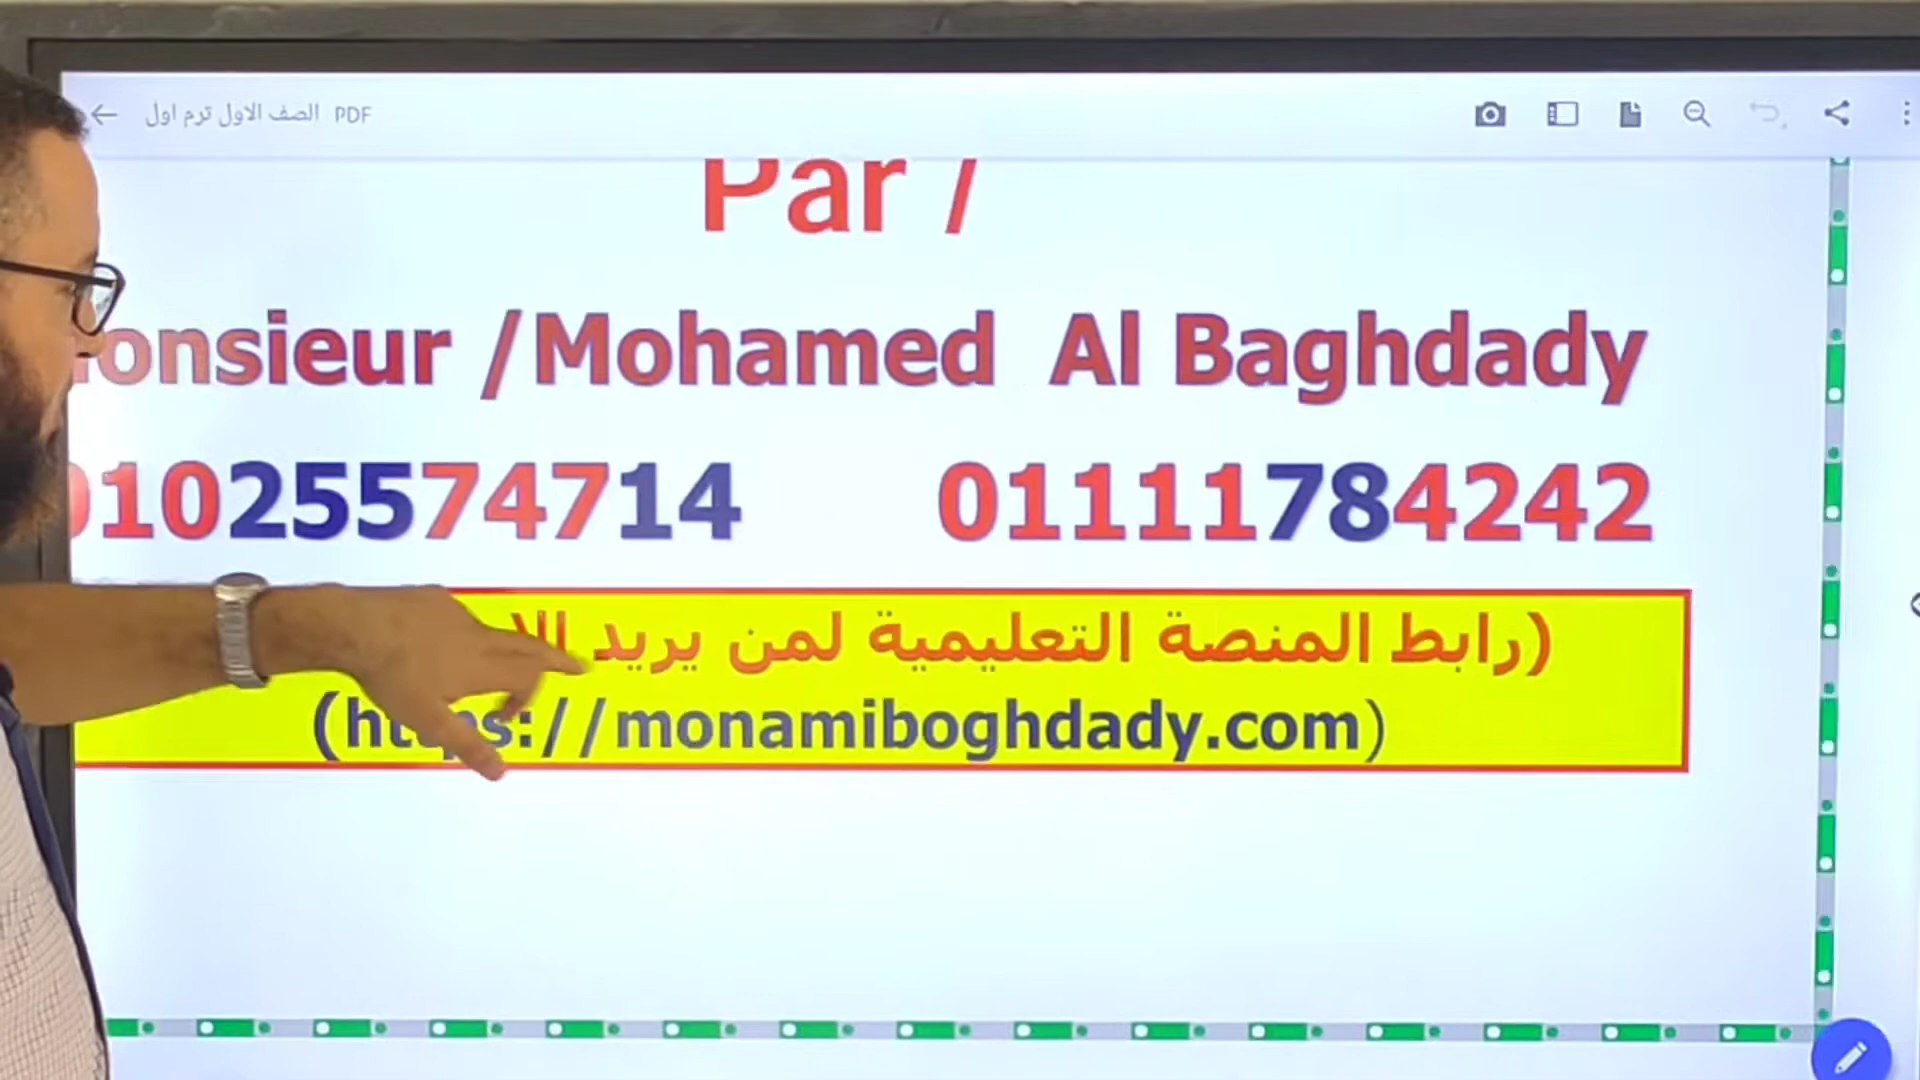 الصف الاول ترم اول PDF
Par /
onsieur /Mohamed Al Baghdady
01025574714 01111784242
(رابط المنصة التعليمية لمن يريد
(https://monamiboghdady.com)